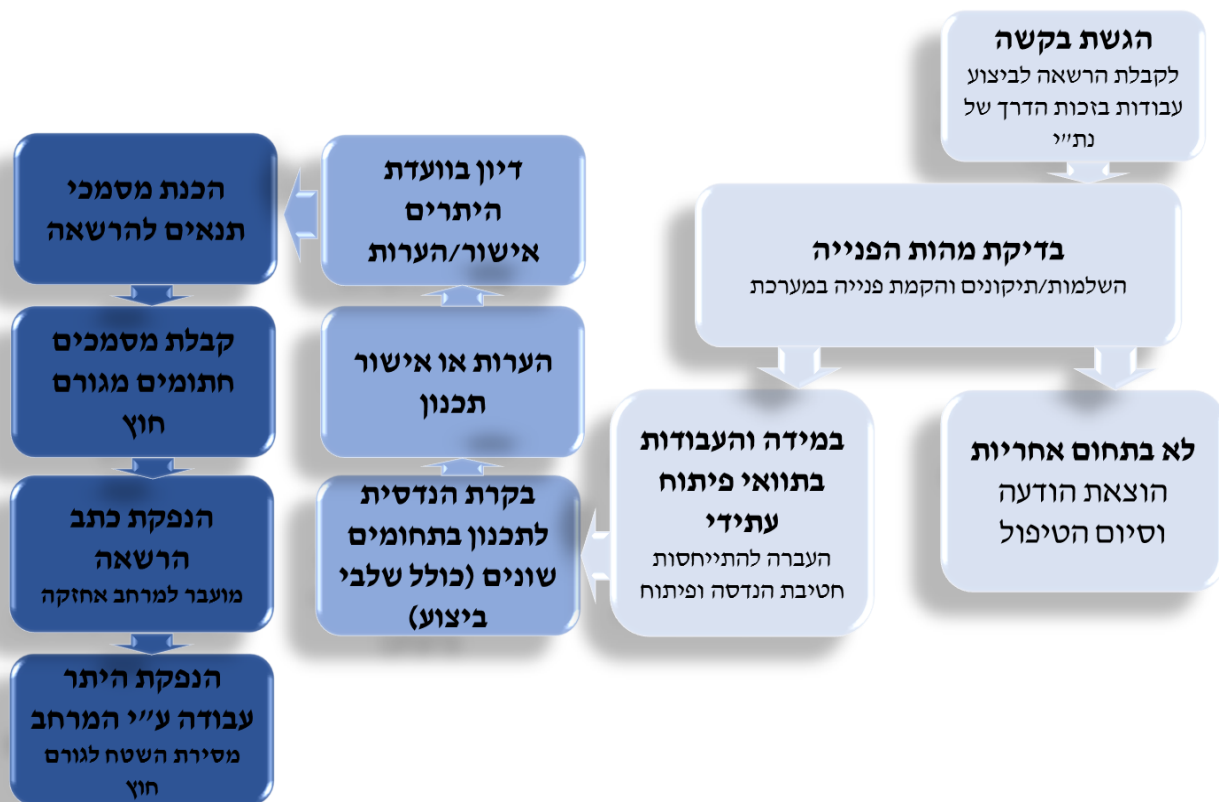 הגשת בקשה
לקבלת הרשאה לביצוע
עבודות בזכות הדרך של
נת״י
בדיקת מהות הפנייה
השלמות/תיקונים והקמת פנייה במערכת
לא בתחום אחריות
הוצאת הודעה
וסיום הטיפול
במידה והעבודות
בתוואי פיתוח
עתידי
העברה להתייחסות
חטיבת הנדסה ופיתוח
בקרת הנדסית
לתכנון בתחומים
שונים (כולל שלבי
ביצוע)
הערות או אישור
תכנון
דיון בוועדת
היתרים
אישור/הערות
הכנת מסמכי
תנאים להרשאה
קבלת מסמכים
חתומים מגורם
חוץ
הנפקת כתב
הרשאה
מועבר למרחב אחזקה
הנפקת היתר
עבודה ע״י המרחב
מסירת השטח לגורם
חוץ